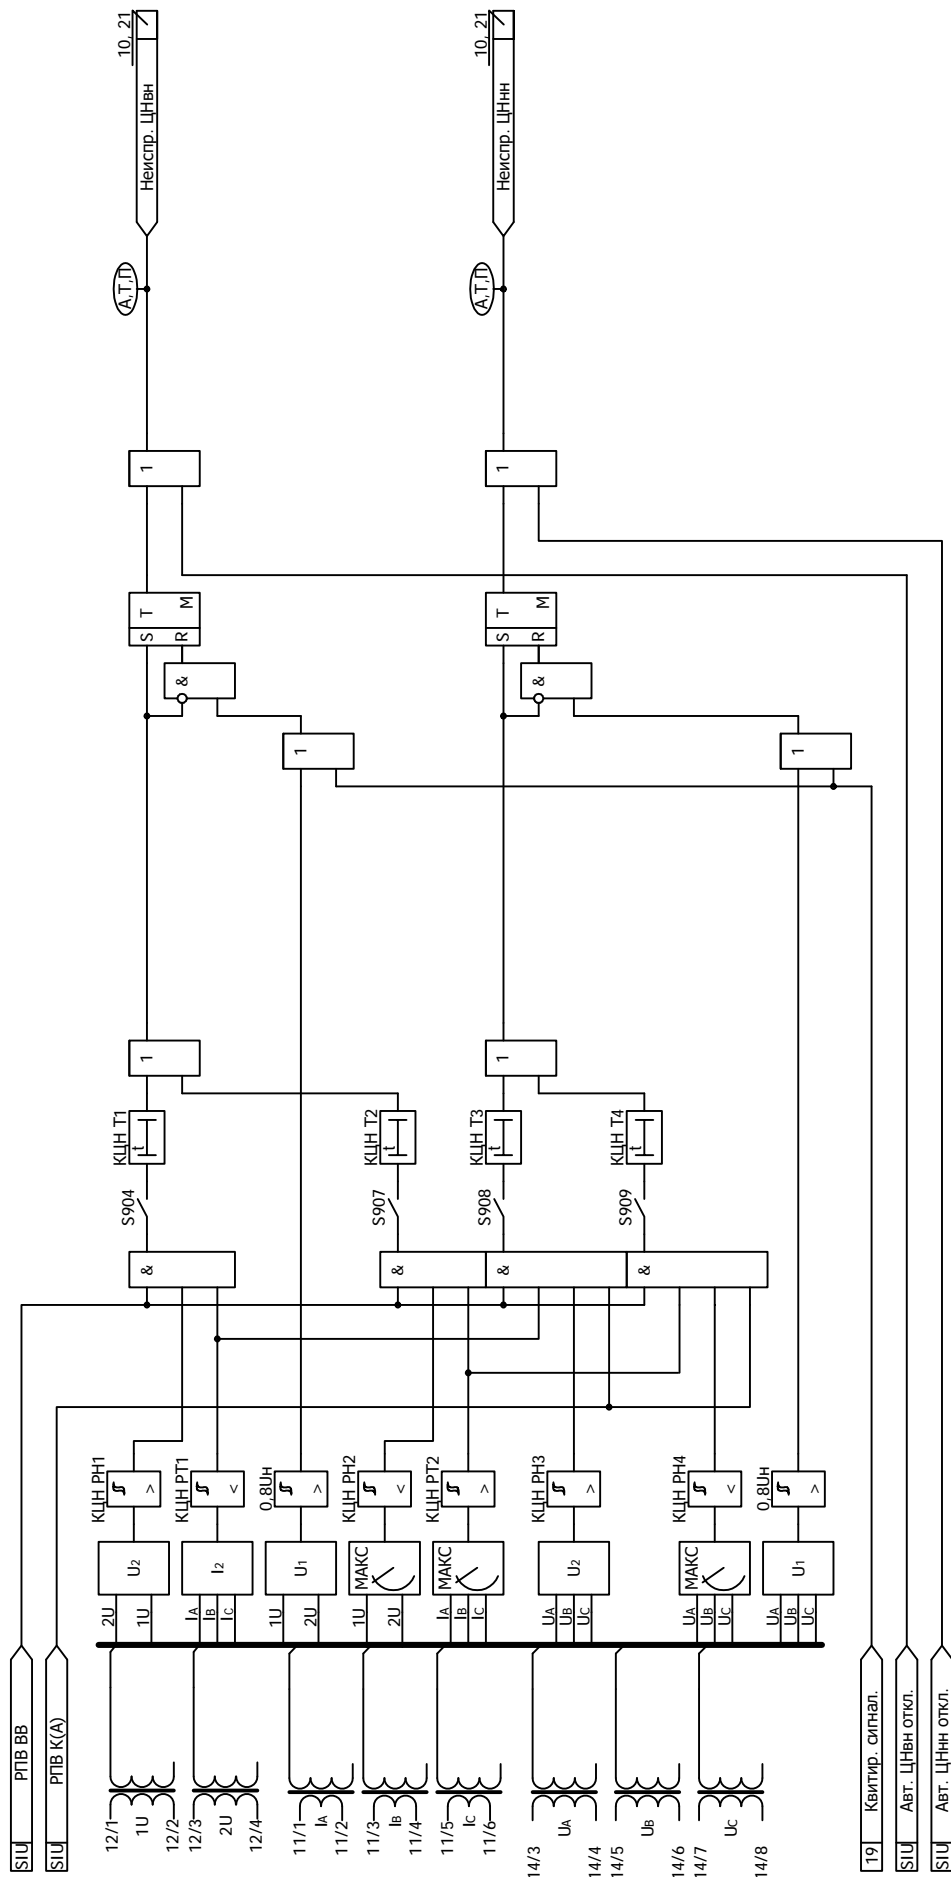 10, 21
Неиспр. ЦНвн
А,Т,П
10, 21
Неиспр. ЦНнн
А,Т,П
1
1
S T
R M
&
S T
R M
&
1
1
1
1
КЦН Т1
t
КЦН Т2
t
КЦН Т3
t
КЦН Т4
t
S904
S907
S908
S909
&
&
&
&
КЦН РН1
>
КЦН РТ1
<
0,8Uн
>
КЦН РН2
<
КЦН РТ2
>
КЦН РН3
>
КЦН РН4
<
0,8Uн
>
U2
I2
U1
МАКС
МАКС
U2
МАКС
U1
2U
1U
IA
IB
IC
1U
2U
1U
2U
IA
IB
IC
UA
UB
UC
UA
UB
UC
UA
UB
UC
SIU РПВ ВВ
SIU РПВ К(А)
12/1
1U
12/2
12/3
2U
12/4
11/1
IA
11/2
11/3
IB
11/4
11/5
IC
11/6
14/3
UA
14/4
14/5
UB
14/6
14/7
UC
14/8
19 Квитир. сигнал.
SIU Авт. ЦНвн откл.
SIU Авт. ЦНнн откл.